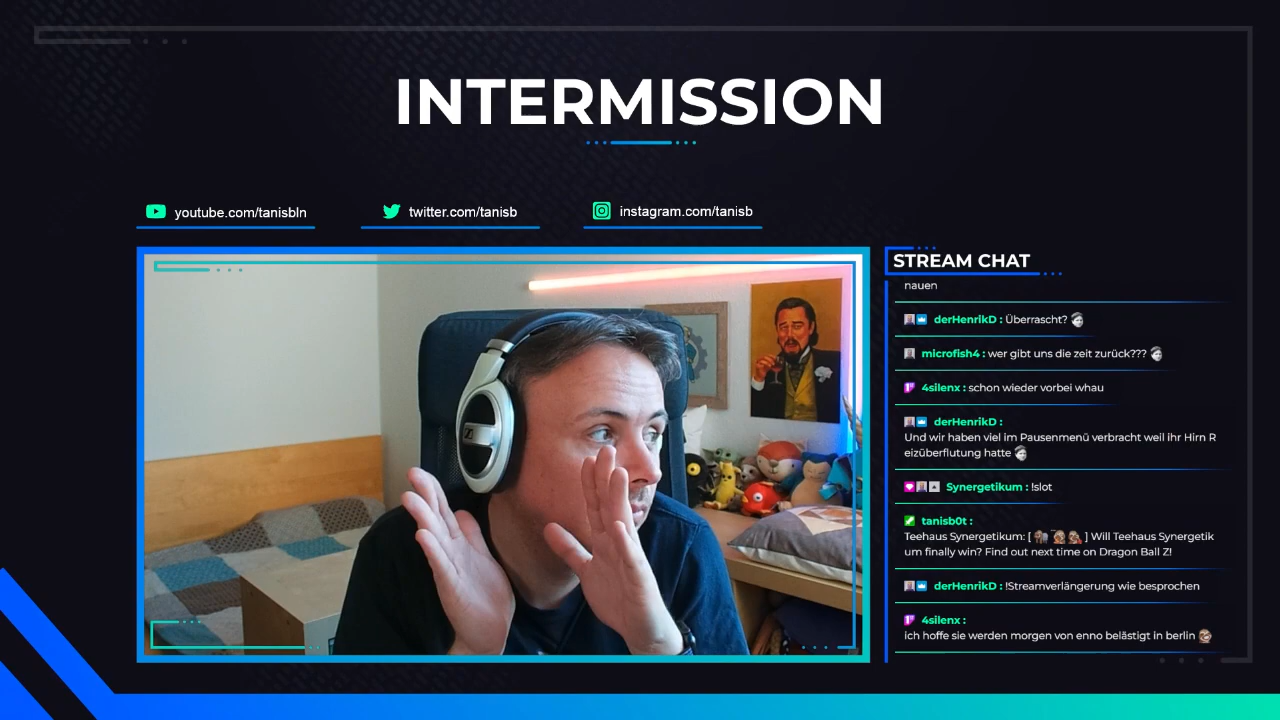 INTERMISSION
youtube.com/tanisbln
twitter.com/tanisb
instagram.com/tanisb
STREAM CHAT
nauen
derHenrikD : Überrascht?
microfish4 : wer gibt uns die zeit zurück???
4silenx : schon wieder vorbei whau
derHenrikD :
Und wir haben viel im Pausenmenü verbracht weil ihr Hirn R
eizüberflutung hatte
Synergetikum : !slot
tanisb0t :
Teehaus Synergetikum: [ ] Will Teehaus Synergetik
um finally win? Find out next time on Dragon Ball Z!
derHenrikD : !Streamverlängerung wie besprochen
4silenx :
ich hoffe sie werden morgen von enno belästigt in berlin